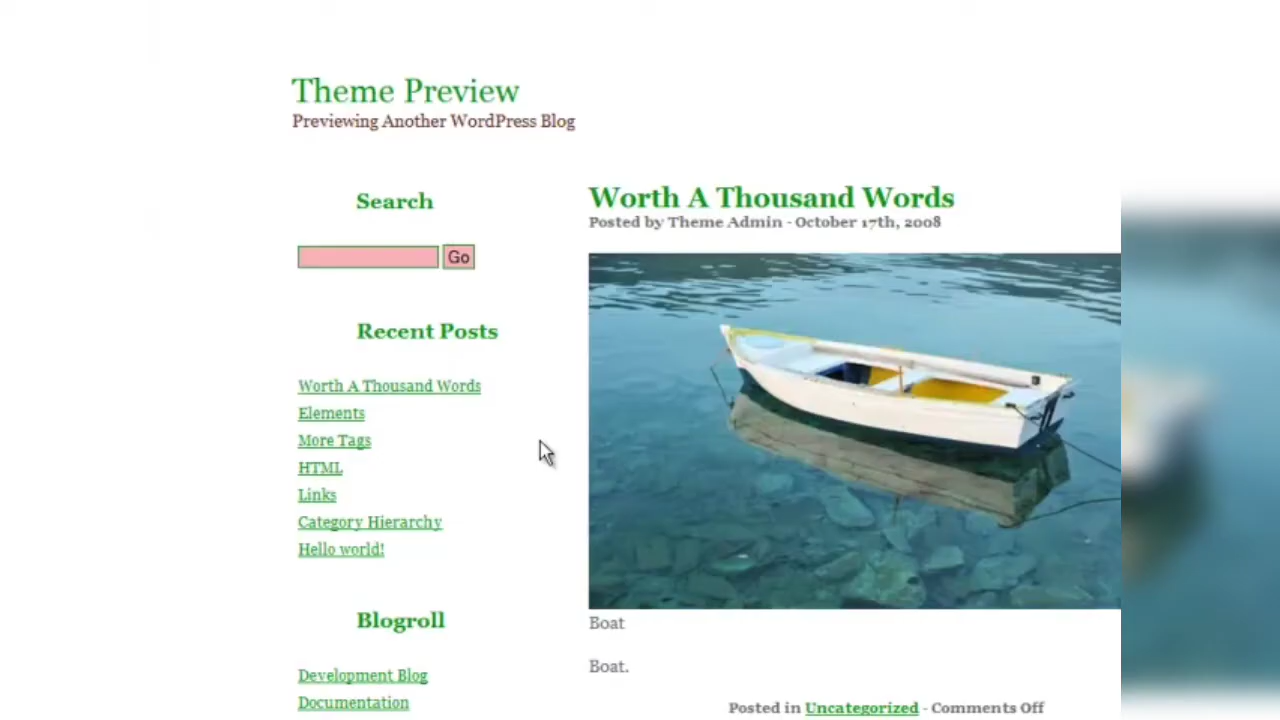 Theme Preview
Previewing Another WordPress Blog
Search
Go
Recent Posts
Worth A Thousand Words
Elements
More Tags
HTML
Links
Category Hierarchy
Hello world!
Blogroll
Development Blog
Documentation
Worth A Thousand Words
Posted by Theme Admin - October 17th, 2008
Boat
Boat.
Posted in Uncategorized - Comments Off